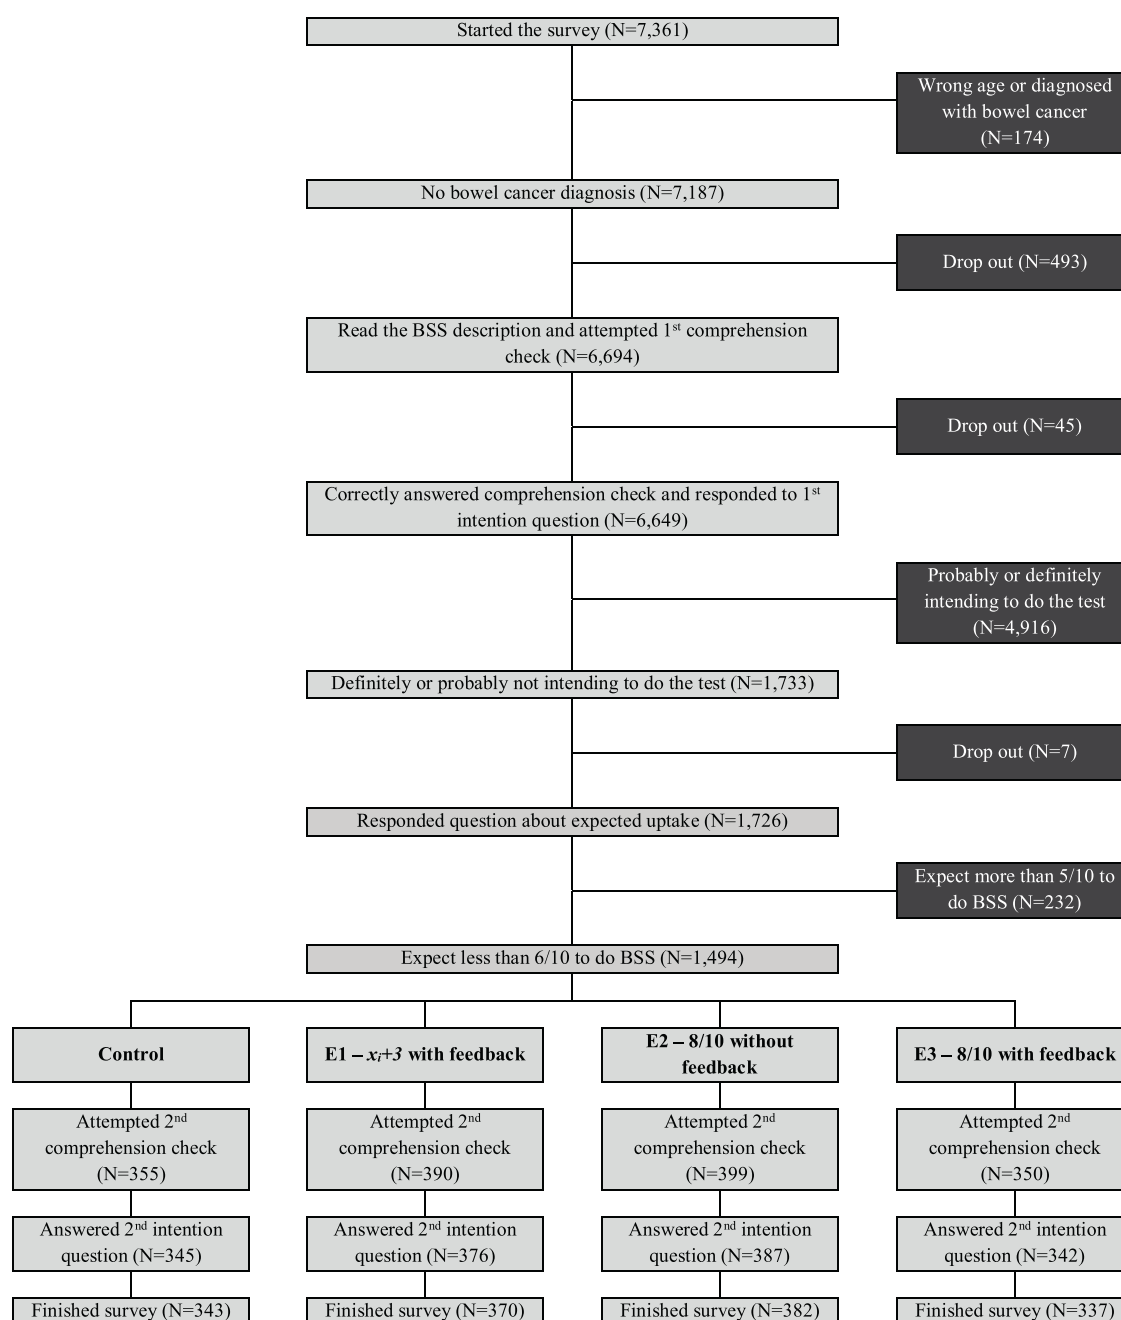 Started the survey (N=7,361)
Wrong age or diagnosed
with bowel cancer
(N=174)
No bowel cancer diagnosis (N=7,187)
Drop out (N=493)
Read the BSS description and attempted 1st comprehension
check (N=6,694)
Drop out (N=45)
Correctly answered comprehension check and responded to 1st
intention question (N=6,649)
Probably or definitely
intending to do the test
(N=4,916)
Definitely or probably not intending to do the test (N=1,733)
Drop out (N=7)
Responded question about expected uptake (N=1,726)
Expect more than 5/10 to
do BSS (N=232)
Expect less than 6/10 to do BSS (N=1,494)
Control
E1 – xi+3 with feedback
E2 – 8/10 without
feedback
E3 – 8/10 with feedback
Attempted 2nd
comprehension check
(N=355)
Attempted 2nd
comprehension check
(N=390)
Attempted 2nd
comprehension check
(N=399)
Attempted 2nd
comprehension check
(N=350)
Answered 2nd intention
question (N=345)
Answered 2nd intention
question (N=376)
Answered 2nd intention
question (N=387)
Answered 2nd intention
question (N=342)
Finished survey (N=343)
Finished survey (N=370)
Finished survey (N=382)
Finished survey (N=337)